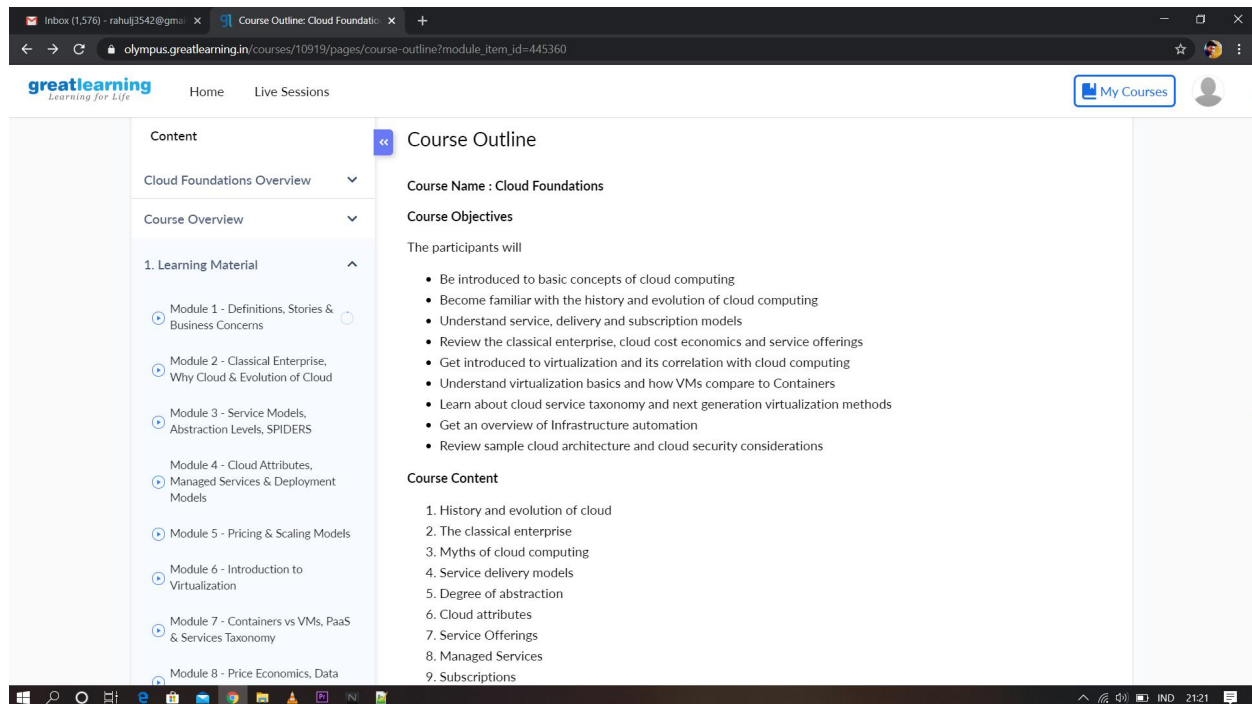 Inbox (1,576) - rahulj3542@gmai
Course Outline: Cloud Foundatio
olympus.greatlearning.in/courses/10919/pages/course-outline?module_item_id=445360
greatlearning
Learning for Life
Home
Live Sessions
My Courses
Content
Cloud Foundations Overview
Course Overview
1. Learning Material
Module 1 - Definitions, Stories &
Business Concerns
Module 2 - Classical Enterprise,
Why Cloud & Evolution of Cloud
Module 3 - Service Models,
Abstraction Levels, SPIDERS
Module 4 - Cloud Attributes,
Managed Services & Deployment
Models
Module 5 - Pricing & Scaling Models
Module 6 - Introduction to
Virtualization
Module 7 - Containers vs VMs, PaaS
& Services Taxonomy
Module 8 - Price Economics, Data
Course Outline
Course Name : Cloud Foundations
Course Objectives
The participants will
• Be introduced to basic concepts of cloud computing
• Become familiar with the history and evolution of cloud computing
• Understand service, delivery and subscription models
• Review the classical enterprise, cloud cost economics and service offerings
• Get introduced to virtualization and its correlation with cloud computing
• Understand virtualization basics and how VMs compare to Containers
• Learn about cloud service taxonomy and next generation virtualization methods
• Get an overview of Infrastructure automation
• Review sample cloud architecture and cloud security considerations
Course Content
1. History and evolution of cloud
2. The classical enterprise
3. Myths of cloud computing
4. Service delivery models
5. Degree of abstraction
6. Cloud attributes
7. Service Offerings
8. Managed Services
9. Subscriptions
Pr
N
IND
21:21